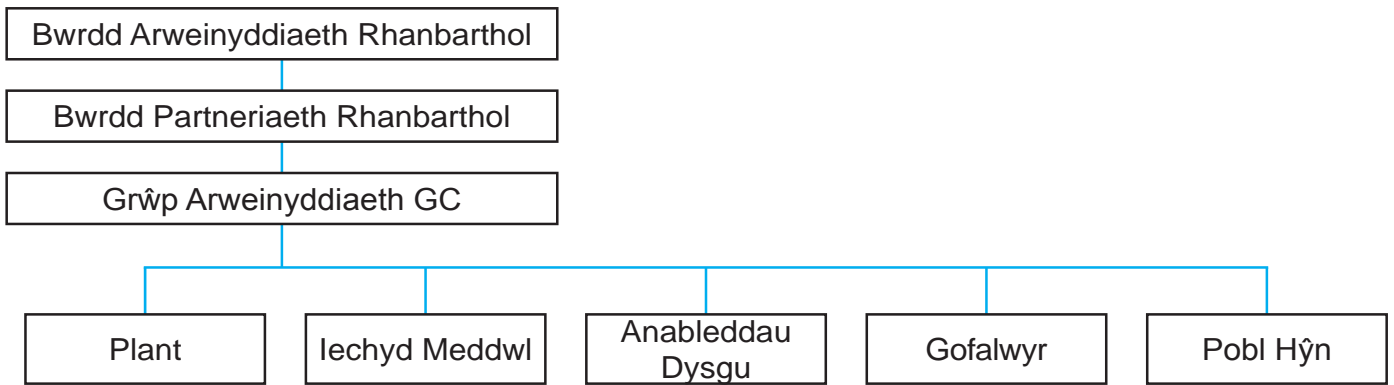 Bwrdd Arweinyddiaeth Rhanbarthol
Bwrdd Partneriaeth Rhanbarthol
Grŵp Arweinyddiaeth GC
Plant
Iechyd Meddwl
Anableddau
Dysgu
Gofalwyr
Pobl Hŷn